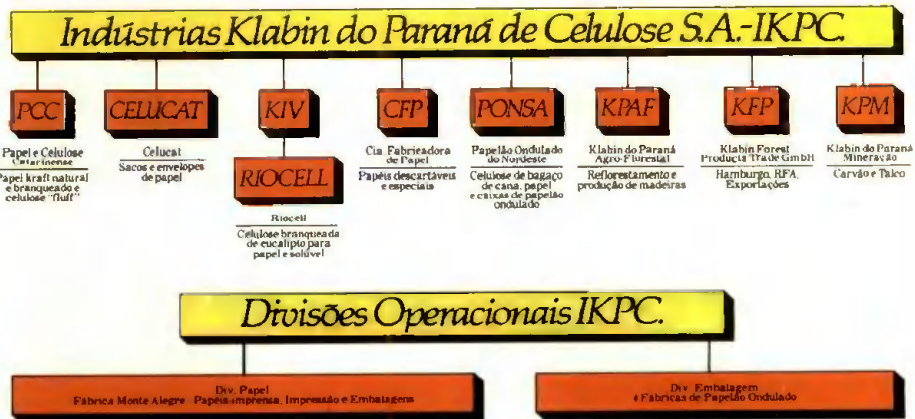 Indústrias Klabin do Paraná de Celulose S.A.-IKPC.
PCC
CELUCAT
KIV
CFP
PONSA
KPAF
KFP
KPM
Papel e Celulose
Catarinense
Papel kraft natural
e branqueado e
celulose "fluff"
Celucat
Sacos e envelopes
de papel
RIOCELL
Riocell
Celulose branqueada
de eucalipto para
papel e solúvel
Cia. Fabricadora
de Papel
Papéis descartáveis
e especiais
Papelão Ondulado
do Nordeste
Celulose de bagaço
de cana, papel
e caixas de papelão
ondulado
Klabin do Paraná
Agro-Florestal
Reflorestamento e
produção de madeiras
Klabin Forest
Products Trade GmbH
Hamburgo, RFA,
Exportações
Klabin do Paraná
Mineração
Carvão e Talco
Divisões Operacionais IKPC.
Div. Papel
Fábrica Monte Alegre Papéis-imprensa, Impressão e Embalagens
Div. Embalagem
Fábricas de Papelão Ondulado